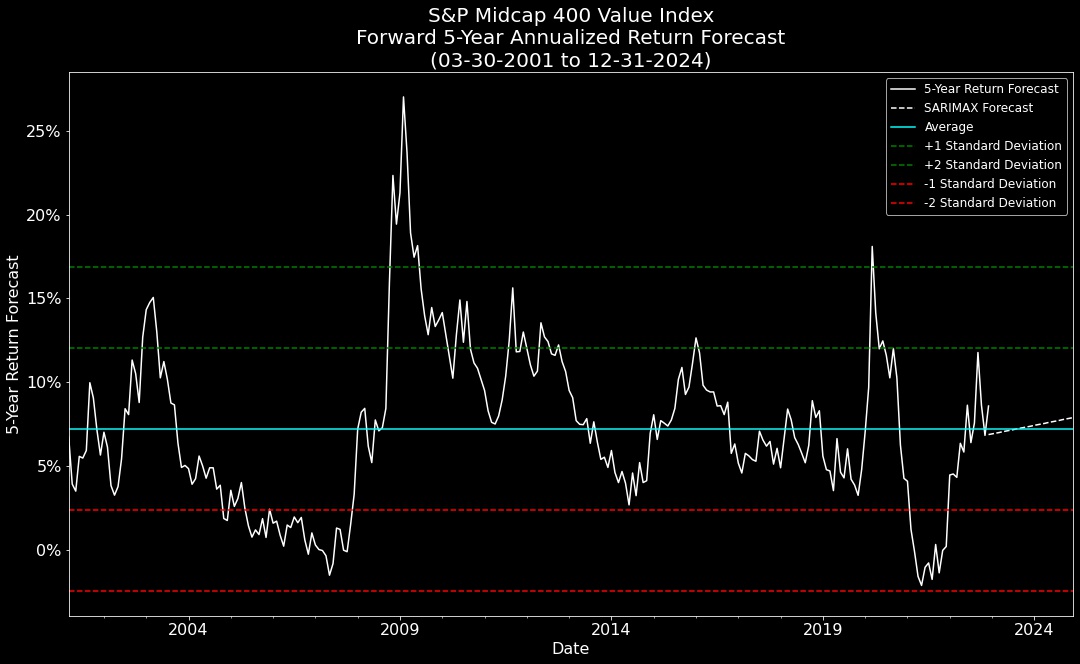 S&P Midcap 400 Value Index
Forward 5-Year Annualized Return Forecast
(03-30-2001 to 12-31-2024)
5-Year Return Forecast
SARIMAX Forecast
Average
+1 Standard Deviation
+2 Standard Deviation
-1 Standard Deviation
-2 Standard Deviation
5-Year Return Forecast
25%
20%
15%
10%
5%
0%
2004
2009
2014
2019
2024
Date